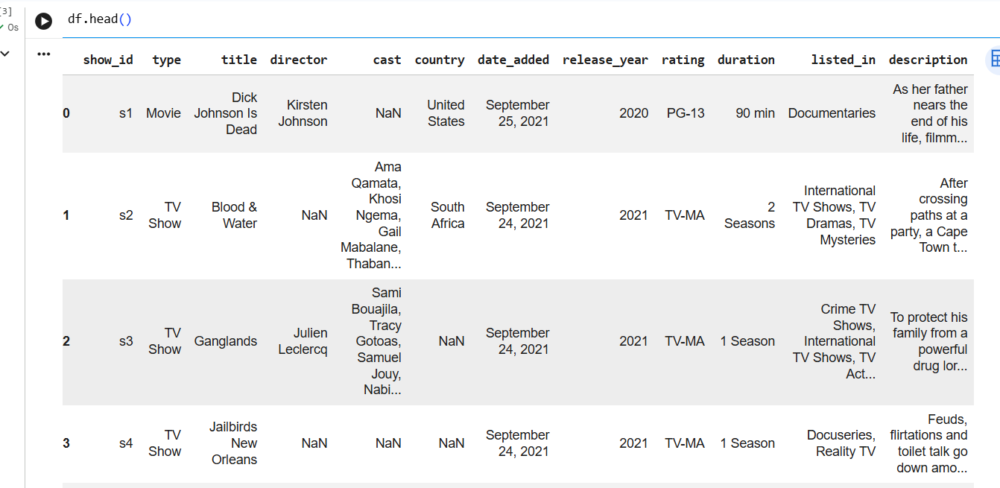 [3]
df.head()
✓ 0s
show_id type title director cast country date_added release_year rating duration listed_in description
0 s1 Movie Dick Johnson Is Dead Kirsten Johnson NaN United States September 25, 2021 2020 PG-13 90 min Documentaries As her father nears the end of his life, filmm...
1 s2 TV Show Blood & Water NaN Ama Qamata, Khosi Ngema, Gail Mabalane, Thaban... South Africa September 24, 2021 2021 TV-MA 2 Seasons International TV Shows, TV Dramas, TV Mysteries After crossing paths at a party, a Cape Town t...
2 s3 TV Show Ganglands Julien Leclercq Sami Bouajila, Tracy Gotoas, Samuel Jouy, Nabi... NaN September 24, 2021 2021 TV-MA 1 Season Crime TV Shows, International TV Shows, TV Act... To protect his family from a powerful drug lor...
3 s4 TV Show Jailbirds New Orleans NaN NaN NaN September 24, 2021 2021 TV-MA 1 Season Docuseries, Reality TV Feuds, flirtations and toilet talk go down amo...